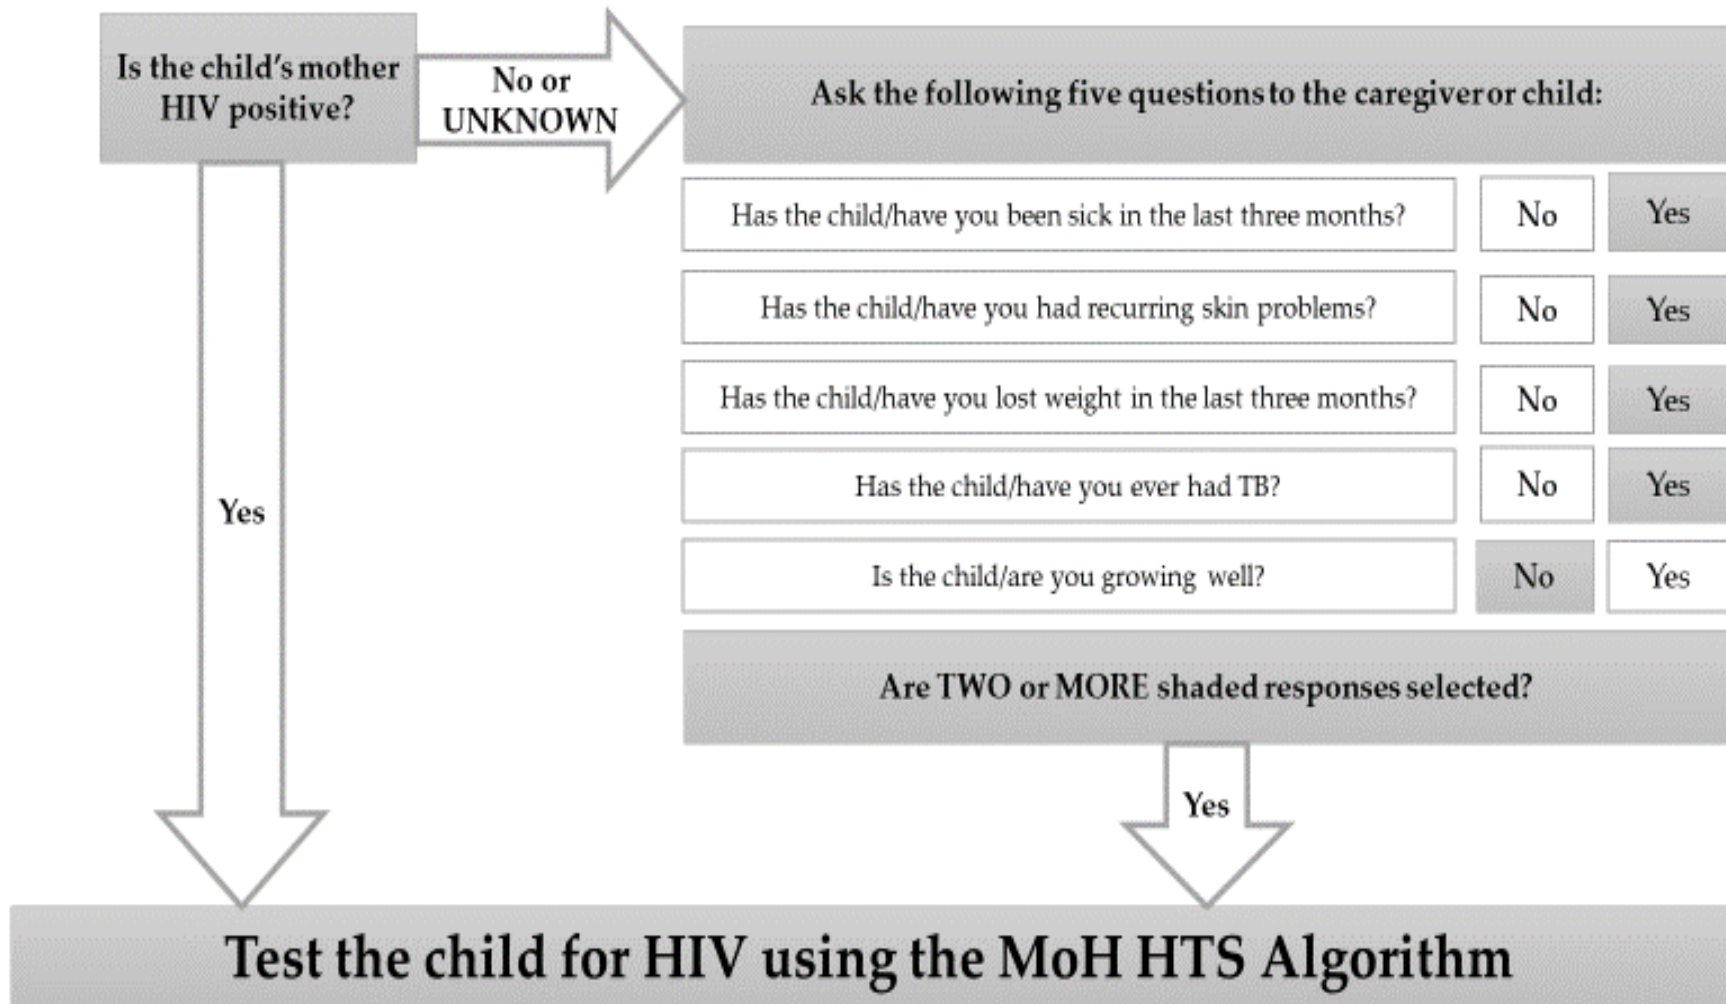 Is the child's mother
HIV positive?
No or
UNKNOWN
Ask the following five questions to the caregiver or child:
Has the child/have you been sick in the last three months?
No
Yes
Has the child/have you had recurring skin problems?
No
Yes
Has the child/have you lost weight in the last three months?
No
Yes
Has the child/have you ever had TB?
No
Yes
Is the child/are you growing well?
No
Yes
Are TWO or MORE shaded responses selected?
Yes
Yes
Test the child for HIV using the MoH HTS Algorithm